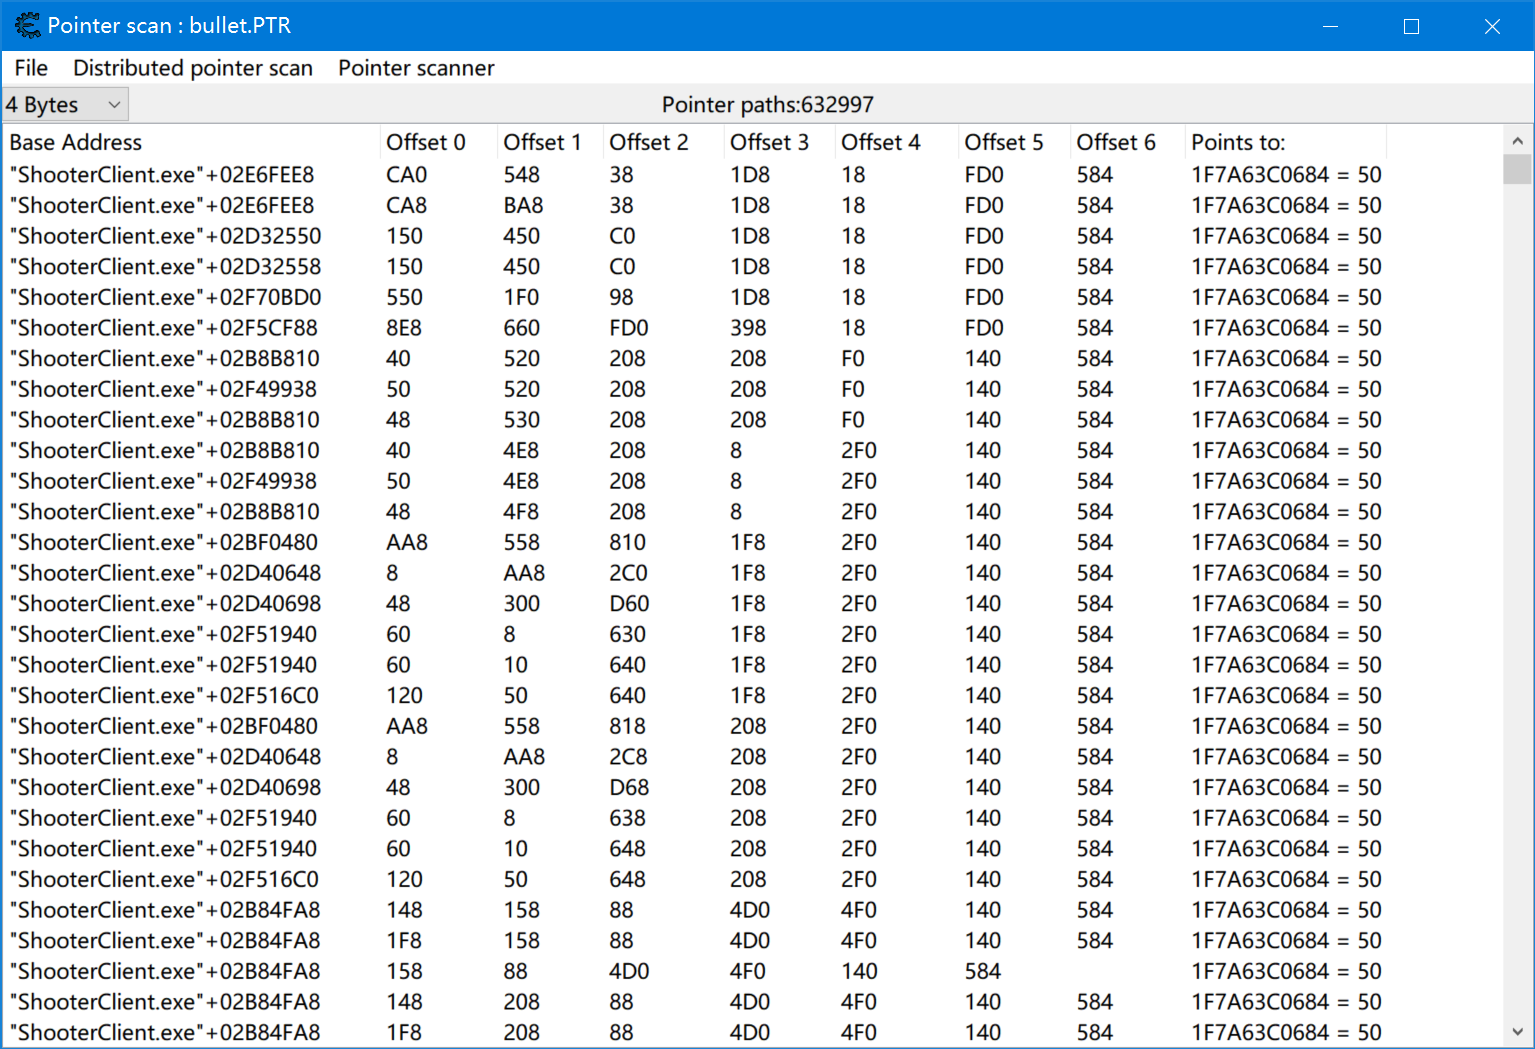 Pointer scan : bullet.PTR
File Distributed pointer scan Pointer scanner
4 Bytes Pointer paths:632997
Base Address Offset 0 Offset 1 Offset 2 Offset 3 Offset 4 Offset 5 Offset 6 Points to:
"ShooterClient.exe"+02E6FEE8 CA0 548 38 1D8 18 FD0 584 1F7A63C0684 = 50
"ShooterClient.exe"+02E6FEE8 CA8 BA8 38 1D8 18 FD0 584 1F7A63C0684 = 50
"ShooterClient.exe"+02D32550 150 450 C0 1D8 18 FD0 584 1F7A63C0684 = 50
"ShooterClient.exe"+02D32558 150 450 C0 1D8 18 FD0 584 1F7A63C0684 = 50
"ShooterClient.exe"+02F70BD0 550 1F0 98 1D8 18 FD0 584 1F7A63C0684 = 50
"ShooterClient.exe"+02F5CF88 8E8 660 FD0 398 18 FD0 584 1F7A63C0684 = 50
"ShooterClient.exe"+02B8B810 40 520 208 208 F0 140 584 1F7A63C0684 = 50
"ShooterClient.exe"+02F49938 50 520 208 208 F0 140 584 1F7A63C0684 = 50
"ShooterClient.exe"+02B8B810 48 530 208 208 F0 140 584 1F7A63C0684 = 50
"ShooterClient.exe"+02B8B810 40 4E8 208 8 2F0 140 584 1F7A63C0684 = 50
"ShooterClient.exe"+02F49938 50 4E8 208 8 2F0 140 584 1F7A63C0684 = 50
"ShooterClient.exe"+02B8B810 48 4F8 208 8 2F0 140 584 1F7A63C0684 = 50
"ShooterClient.exe"+02BF0480 AA8 558 810 1F8 2F0 140 584 1F7A63C0684 = 50
"ShooterClient.exe"+02D40648 8 AA8 2C0 1F8 2F0 140 584 1F7A63C0684 = 50
"ShooterClient.exe"+02D40698 48 300 D60 1F8 2F0 140 584 1F7A63C0684 = 50
"ShooterClient.exe"+02F51940 60 8 630 1F8 2F0 140 584 1F7A63C0684 = 50
"ShooterClient.exe"+02F51940 60 10 640 1F8 2F0 140 584 1F7A63C0684 = 50
"ShooterClient.exe"+02F516C0 120 50 640 1F8 2F0 140 584 1F7A63C0684 = 50
"ShooterClient.exe"+02BF0480 AA8 558 818 208 2F0 140 584 1F7A63C0684 = 50
"ShooterClient.exe"+02D40648 8 AA8 2C8 208 2F0 140 584 1F7A63C0684 = 50
"ShooterClient.exe"+02D40698 48 300 D68 208 2F0 140 584 1F7A63C0684 = 50
"ShooterClient.exe"+02F51940 60 8 638 208 2F0 140 584 1F7A63C0684 = 50
"ShooterClient.exe"+02F51940 60 10 648 208 2F0 140 584 1F7A63C0684 = 50
"ShooterClient.exe"+02F516C0 120 50 648 208 2F0 140 584 1F7A63C0684 = 50
"ShooterClient.exe"+02B84FA8 148 158 88 4D0 4F0 140 584 1F7A63C0684 = 50
"ShooterClient.exe"+02B84FA8 1F8 158 88 4D0 4F0 140 584 1F7A63C0684 = 50
"ShooterClient.exe"+02B84FA8 158 88 4D0 4F0 140 584 1F7A63C0684 = 50
"ShooterClient.exe"+02B84FA8 148 208 88 4D0 4F0 140 584 1F7A63C0684 = 50
"ShooterClient.exe"+02B84FA8 1F8 208 88 4D0 4F0 140 584 1F7A63C0684 = 50